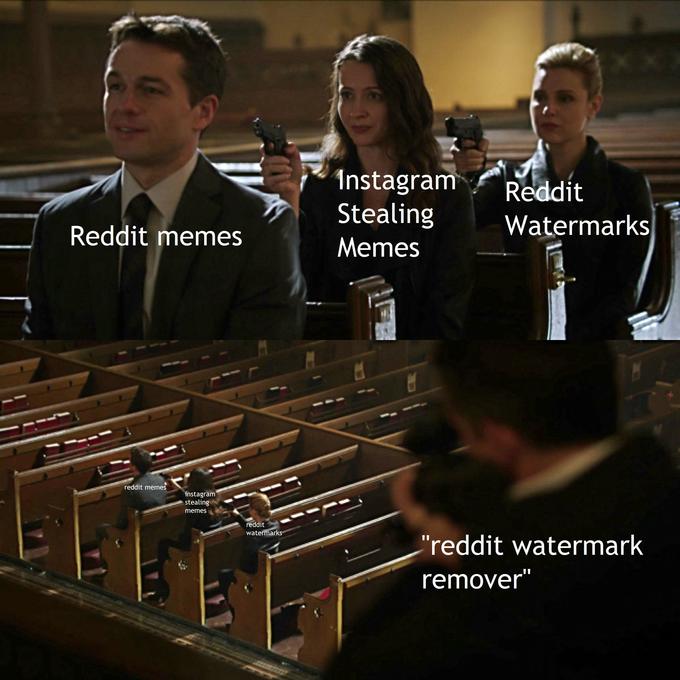 Reddit memes
Instagram
Stealing
Memes
Reddit
Watermarks
reddit memes
instagram
stealing
memes
reddit
watermarks
"reddit watermark
remover"